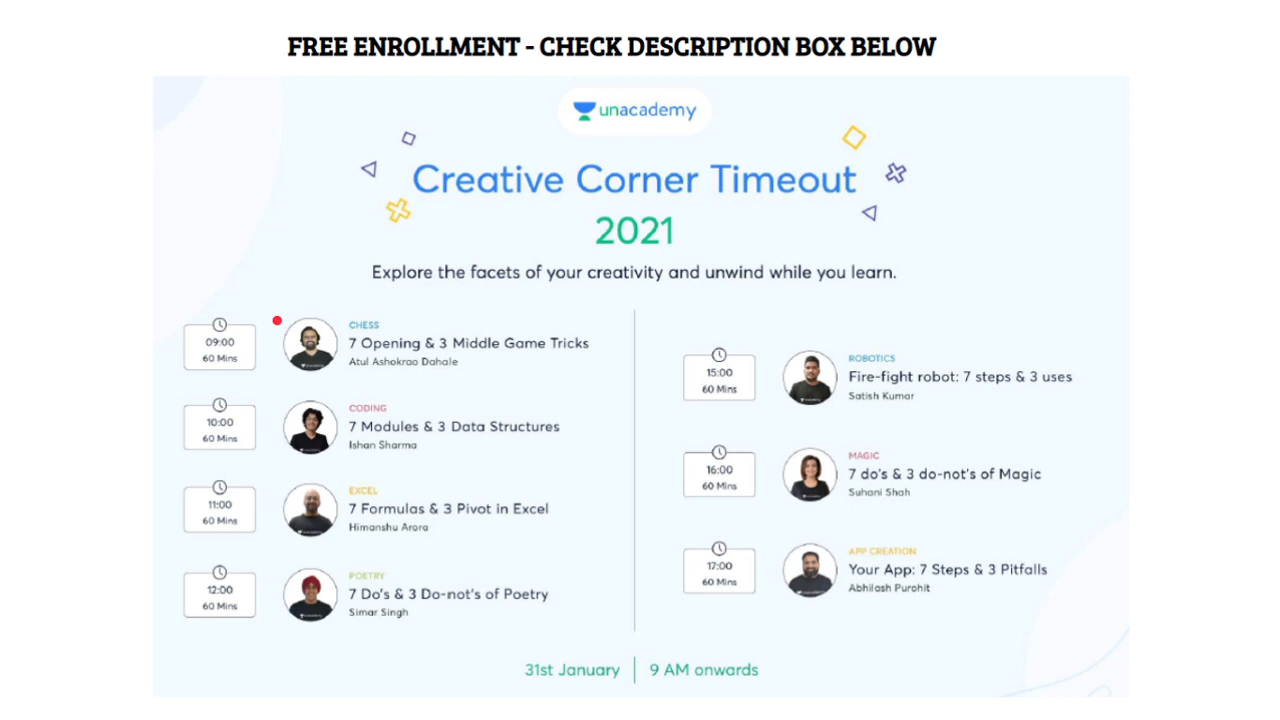 FREE ENROLLMENT - CHECK DESCRIPTION BOX BELOW
unacademy
Creative Corner Timeout
2021
Explore the facets of your creativity and unwind while you learn.
09:00
60 Mins
CHESS
7 Opening & 3 Middle Game Tricks
Atul Ashokrao Dahale
10:00
60 Mins
CODING
7 Modules & 3 Data Structures
Ishan Sharma
11:00
60 Mins
EXCEL
7 Formulas & 3 Pivot in Excel
Himanshu Arora
12:00
60 Mins
POETRY
7 Do's & 3 Do-not's of Poetry
Simar Singh
15:00
60 Mins
ROBOTICS
Fire-fight robot: 7 steps & 3 uses
Satish Kumar
16:00
60 Mins
MAGIC
7 do's & 3 do-not's of Magic
Suhani Shah
17:00
60 Mins
APP CREATION
Your App: 7 Steps & 3 Pitfalls
Abhilash Purohit
31st January
9 AM onwards